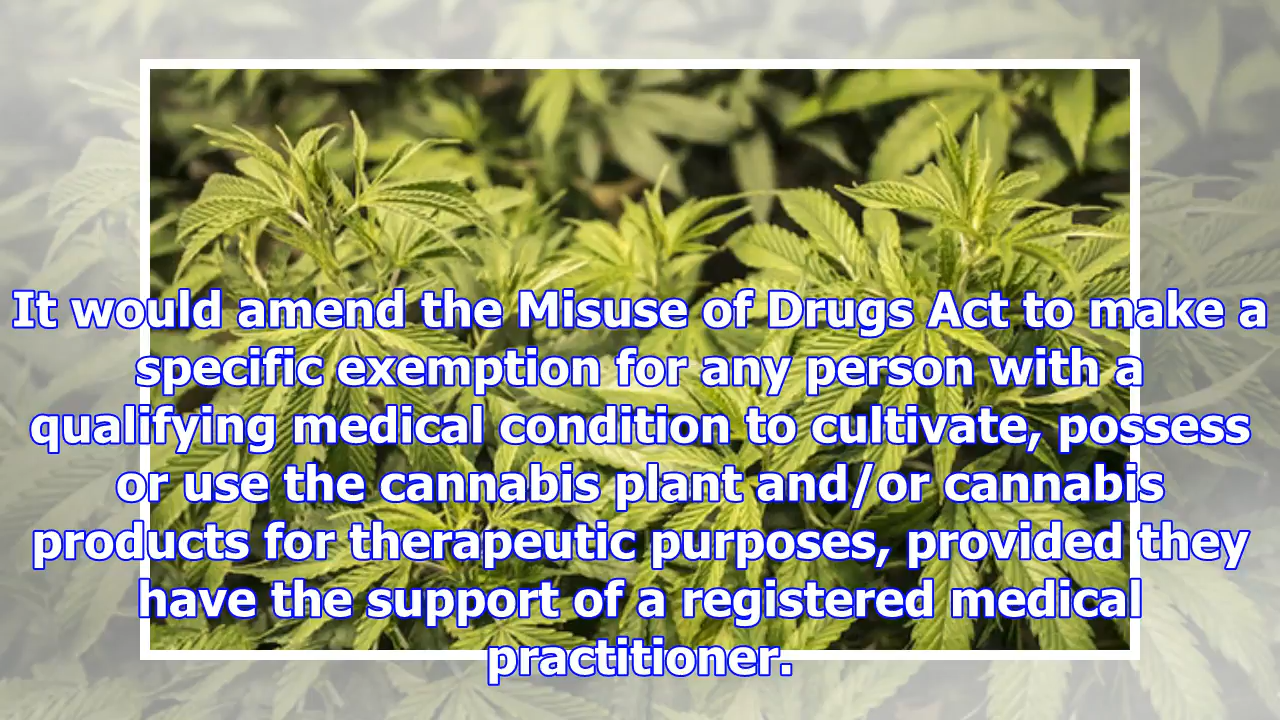 It would amend the Misuse of Drugs Act to make a
specific exemption for any person with a
qualifying medical condition to cultivate, possess
or use the cannabis plant and/or cannabis
products for therapeutic purposes, provided they
have the support of a registered medical
practitioner.